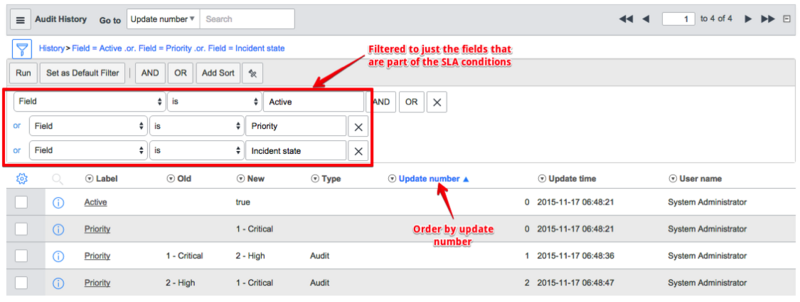 Audit History Go to Update number Search 1 to 4 of 4
History > Field = Active .or. Field = Priority .or. Field = Incident state
Filtered to just the fields that
are part of the SLA conditions
Run Set as Default Filter AND OR Add Sort
Field is Active AND OR
or Field is Priority
or Field is Incident state
Label Old New Type Update number Update time User name
Active true 0 2015-11-17 06:48:21 System Administrator
Priority 1 - Critical 0 2015-11-17 06:48:21 System Administrator
Order by update
number
Priority 1 - Critical 2 - High Audit 1 2015-11-17 06:48:36 System Administrator
Priority 2 - High 1 - Critical Audit 2 2015-11-17 06:48:47 System Administrator